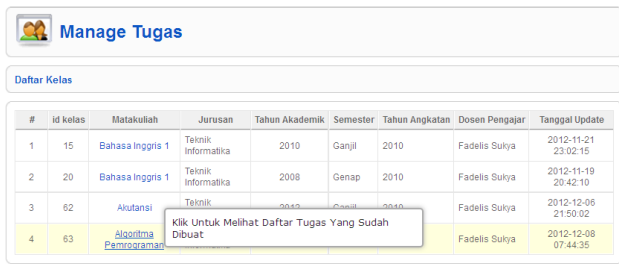 Manage Tugas
Daftar Kelas
# id kelas Matakuliah Jurusan Tahun Akademik Semester Tahun Angkatan Dosen Pengajar Tanggal Update
1 15 Bahasa Inggris 1 Teknik Informatika 2010 Ganjil 2010 Fadelis Sukya 2012-11-21 23:02:15
2 20 Bahasa Inggris 1 Teknik Informatika 2008 Genap 2010 Fadelis Sukya 2012-11-19 20:42:10
3 62 Akutansi Teknik Fadelis Sukya 2012-12-06 21:50:02
4 63 Algoritma Pemrograman Fadelis Sukya 2012-12-08 07:44:35
Klik Untuk Melihat Daftar Tugas Yang Sudah
Dibuat